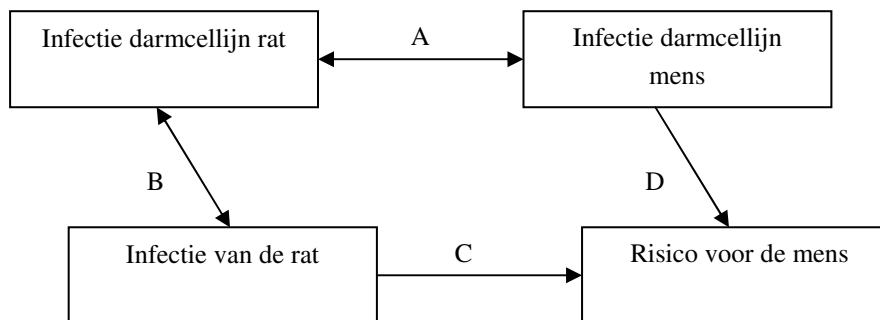 Infectie darmcellijn rat
A
Infectie darmcellijn
mens
B
D
Infectie van de rat
C
Risico voor de mens